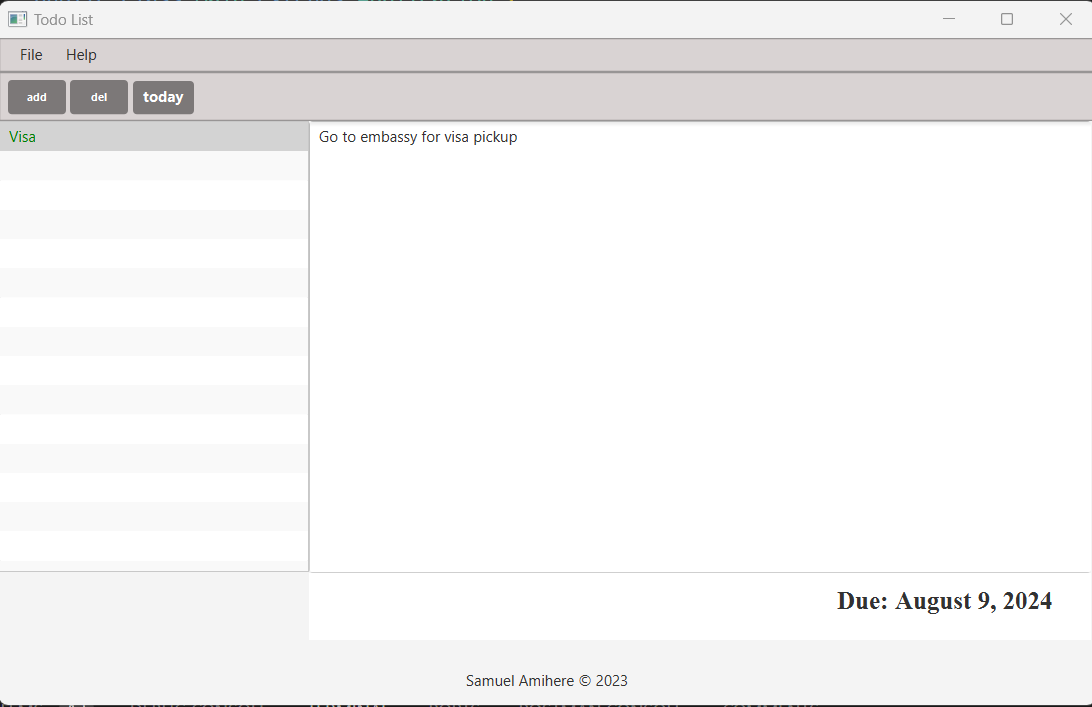 Todo List
File Help
add del today
Visa
Go to embassy for visa pickup
Due: August 9, 2024
Samuel Amihere © 2023